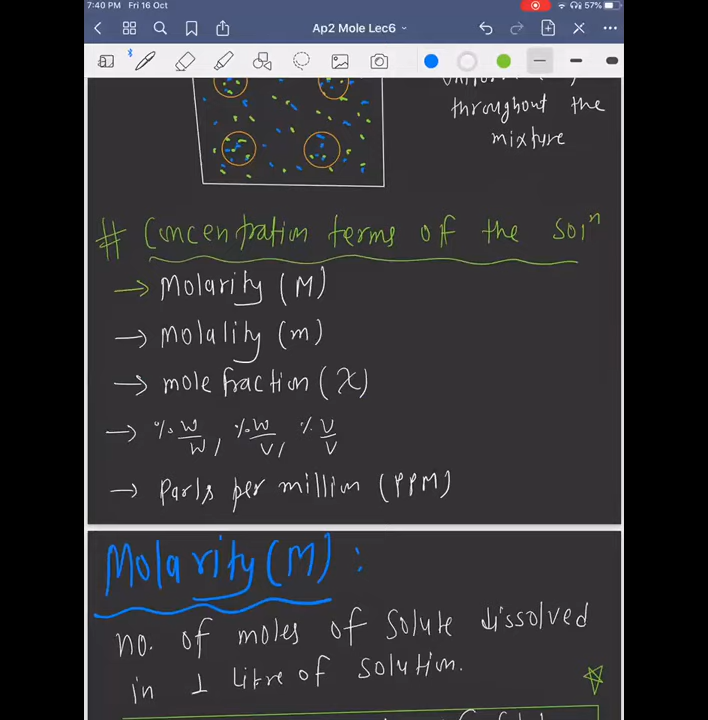 7:40 PM Fri 16 Oct
57%
Ap2 Mole Lec6
throughout the
mixture
# Concentration terms of the solⁿ
→ Molarity (M)
→ Molality (m)
→ mole fraction (X)
→ % W/W, % W/V, % V/V
→ Parts per million (PPM)
Molarity (M) :
no. of moles of solute dissolved
in 1 litre of solution.